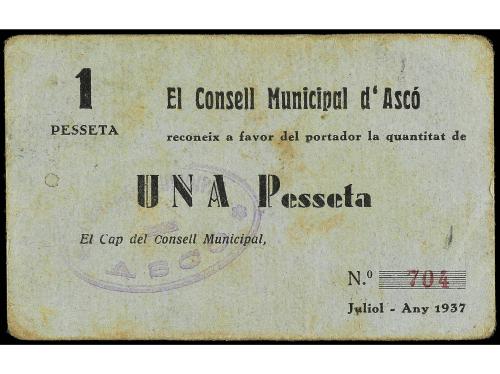 1
PESSETA
El Consell Municipal d'Ascó
reconeix a favor del portador la quantitat de
UNA Pesseta
El Cap del Consell Municipal,
ASCÓ
N.º 704
Juliol - Any 1937